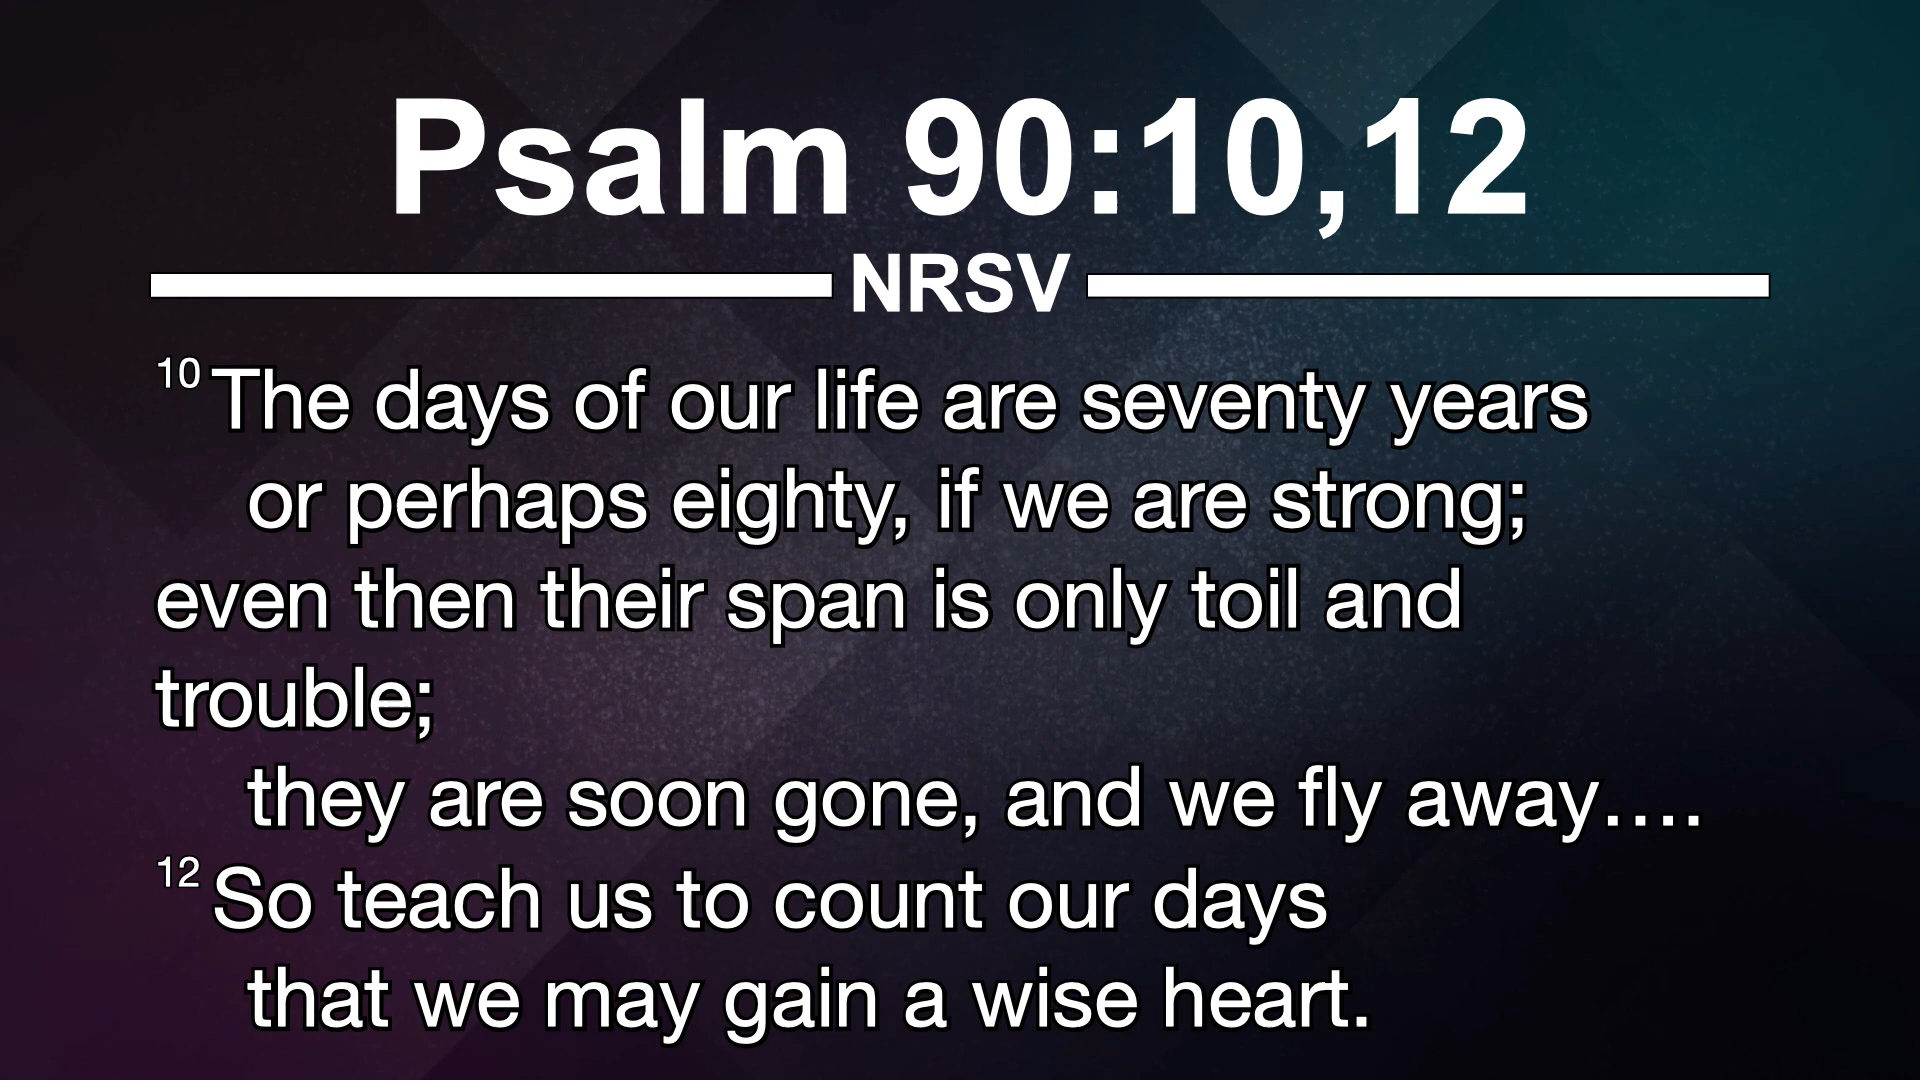 Psalm 90:10,12
NRSV
10 The days of our life are seventy years
or perhaps eighty, if we are strong;
even then their span is only toil and
trouble;
they are soon gone, and we fly away….
12 So teach us to count our days
that we may gain a wise heart.